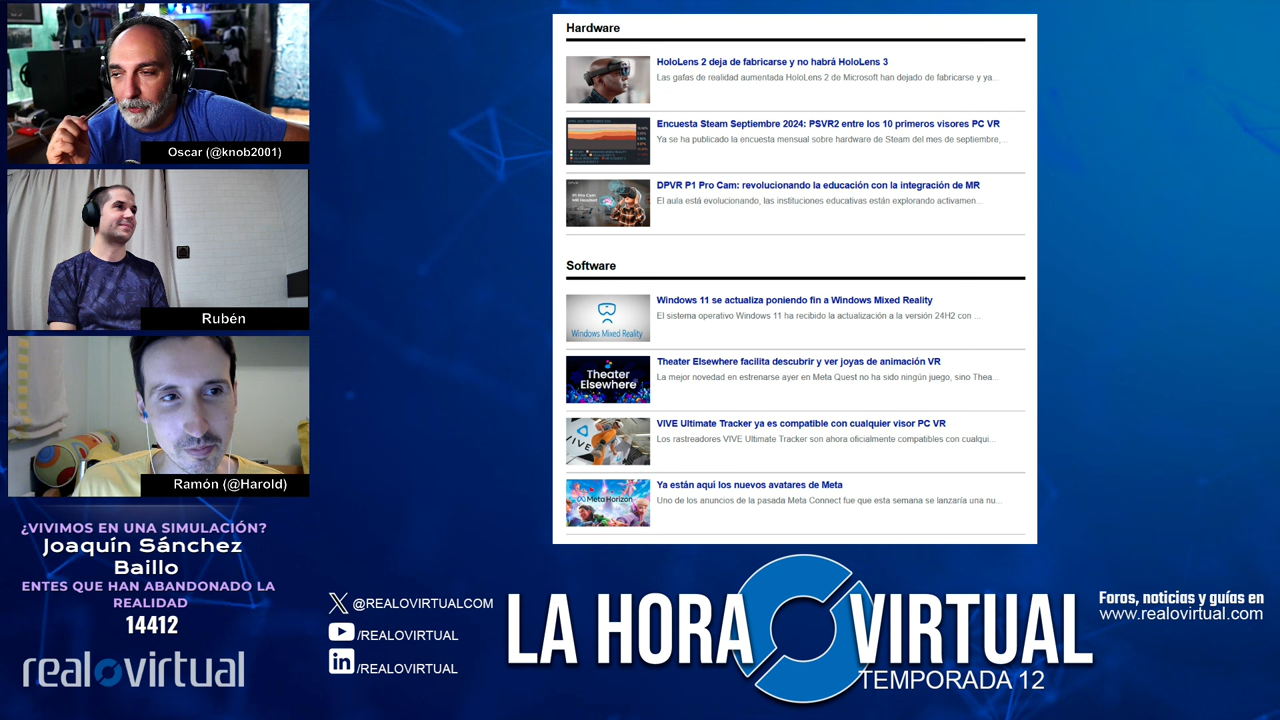 Oscar (@knob2001)
Rubén
Ramón (@Harold)
¿VIVIMOS EN UNA SIMULACIÓN?
Joaquín Sánchez
Baillo
ENTES QUE HAN ABANDONADO LA
REALIDAD
14412
realovirtual
Hardware
HoloLens 2 deja de fabricarse y no habrá HoloLens 3
Las gafas de realidad aumentada HoloLens 2 de Microsoft han dejado de fabricarse y ya...
Encuesta Steam Septiembre 2024: PSVR2 entre los 10 primeros visores PC VR
Ya se ha publicado la encuesta mensual sobre hardware de Steam del mes de septiembre,...
P1 Pro Cam
MR Headset
DPVR P1 Pro Cam: revolucionando la educación con la integración de MR
El aula está evolucionando, las instituciones educativas están explorando activamen...
Software
Windows Mixed Reality
Windows 11 se actualiza poniendo fin a Windows Mixed Reality
El sistema operativo Windows 11 ha recibido la actualización a la versión 24H2 con ...
Theater
Elsewhere
Theater Elsewhere facilita descubrir y ver joyas de animación VR
La mejor novedad en estrenarse ayer en Meta Quest no ha sido ningún juego, sino Thea...
VIVE
VIVE Ultimate Tracker ya es compatible con cualquier visor PC VR
Los rastreadores VIVE Ultimate Tracker son ahora oficialmente compatibles con cualqui...
Meta Horizon
Ya están aquí los nuevos avatares de Meta
Uno de los anuncios de la pasada Meta Connect fue que esta semana se lanzaría una nu...
@REALOVIRTUALCOM
/REALOVIRTUAL
/REALOVIRTUAL
LA HORA VIRTUAL
TEMPORADA 12
Foros, noticias y guías en
www.realovirtual.com